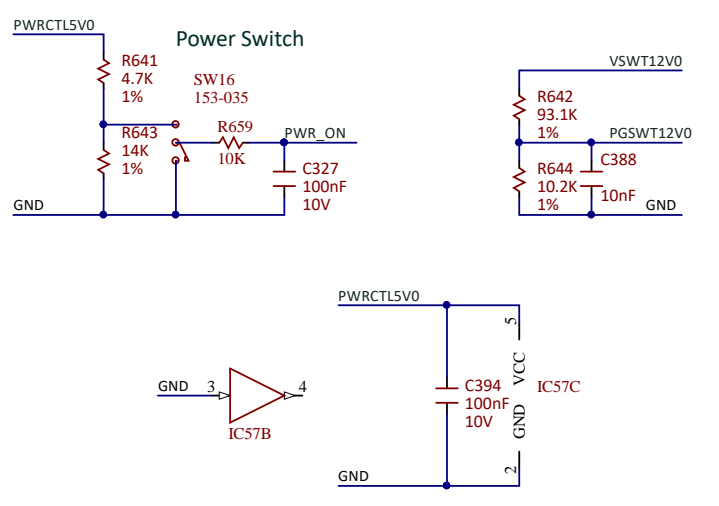 PWRCTL5V0
Power Switch
R641
4.7K
1%
SW16
153-035
R643
14K
1%
R659
10K
PWR_ON
C327
100nF
10V
GND
VSWT12V0
R642
93.1K
1%
PGSWT12V0
R644
10.2K
1%
C388
10nF
GND
GND
3
4
IC57B
PWRCTL5V0
5
VCC
IC57C
C394
100nF
10V
GND
2
GND